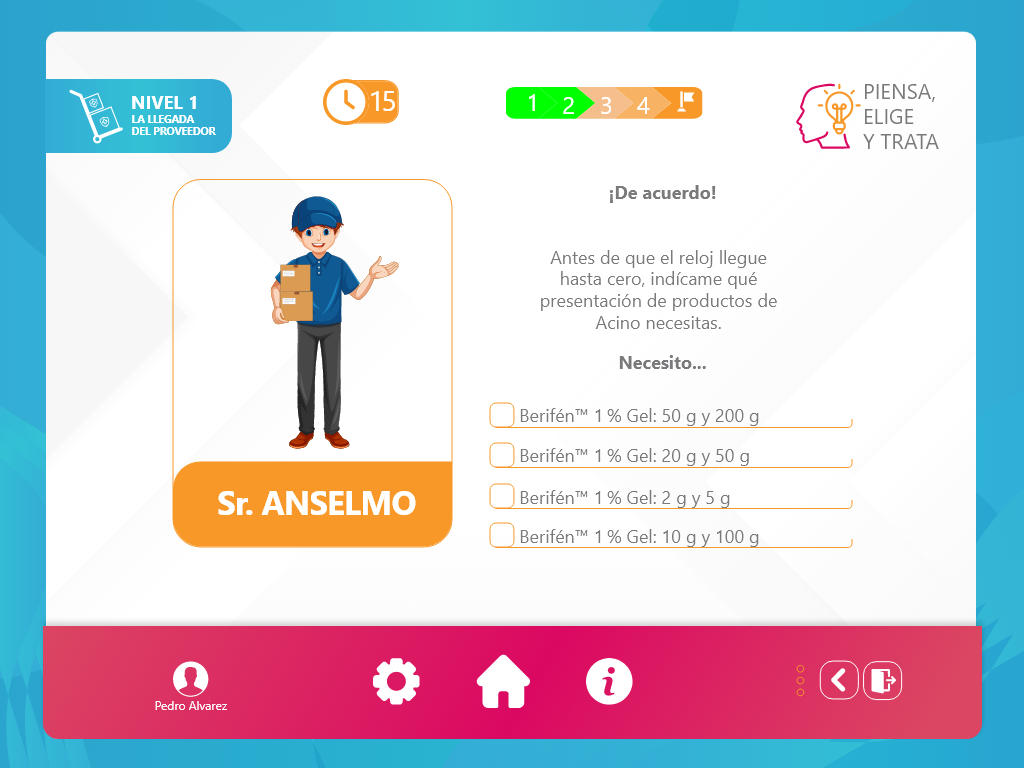 NIVEL 1
LA LLEGADA
DEL PROVEEDOR
15
1 2 3 4
PIENSA,
ELIGE
Y TRATA
¡De acuerdo!
Antes de que el reloj llegue
hasta cero, indícame qué
presentación de productos de
Acino necesitas.
Necesito...
Berifén™ 1 % Gel: 50 g y 200 g
Berifén™ 1 % Gel: 20 g y 50 g
Berifén™ 1 % Gel: 2 g y 5 g
Berifén™ 1 % Gel: 10 g y 100 g
Sr. ANSELMO
Pedro Alvarez